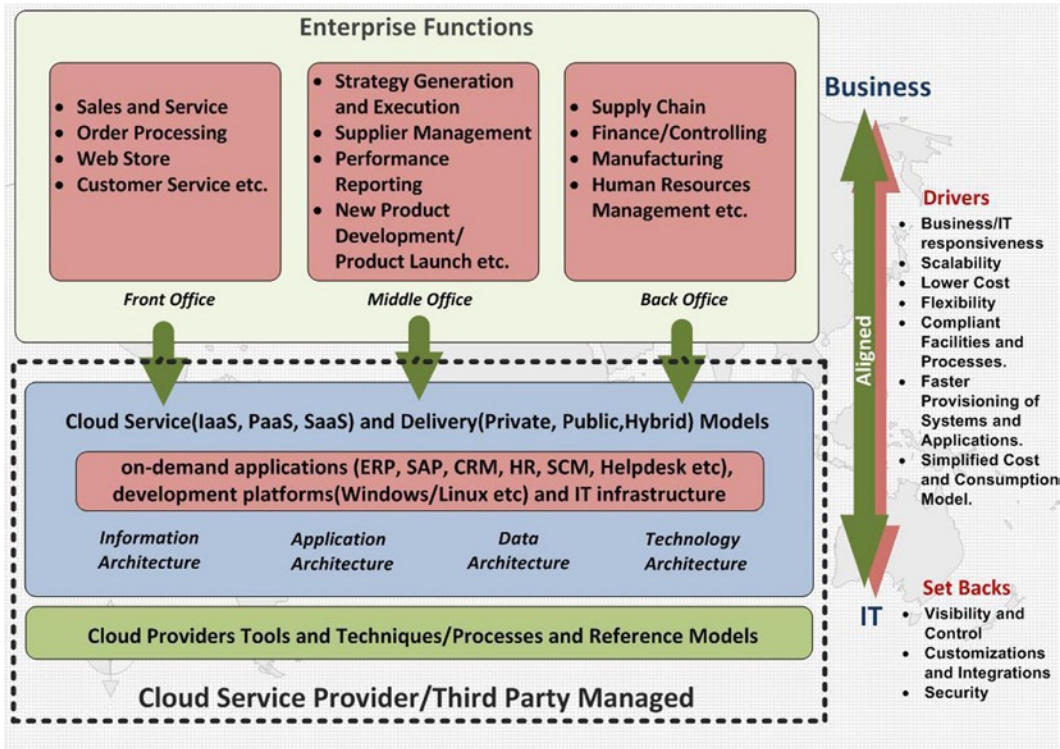 Enterprise Functions
• Sales and Service
• Order Processing
• Web Store
• Customer Service etc.
Front Office
• Strategy Generation
and Execution
• Supplier Management
• Performance
Reporting
• New Product
Development/
Product Launch etc.
Middle Office
• Supply Chain
• Finance/Controlling
• Manufacturing
• Human Resources
Management etc.
Back Office
Cloud Service(IaaS, PaaS, SaaS) and Delivery(Private, Public,Hybrid) Models
on-demand applications (ERP, SAP, CRM, HR, SCM, Helpdesk etc),
development platforms(Windows/Linux etc) and IT infrastructure
Information
Architecture
Application
Architecture
Data
Architecture
Technology
Architecture
Cloud Providers Tools and Techniques/Processes and Reference Models
Cloud Service Provider/Third Party Managed
Business
Aligned
IT
Drivers
• Business/IT
responsiveness
• Scalability
• Lower Cost
• Flexibility
• Compliant
Facilities and
Processes.
• Faster
Provisioning of
Systems and
Applications.
• Simplified Cost
and Consumption
Model.
Set Backs
• Visibility and
Control
• Customizations
and Integrations
• Security